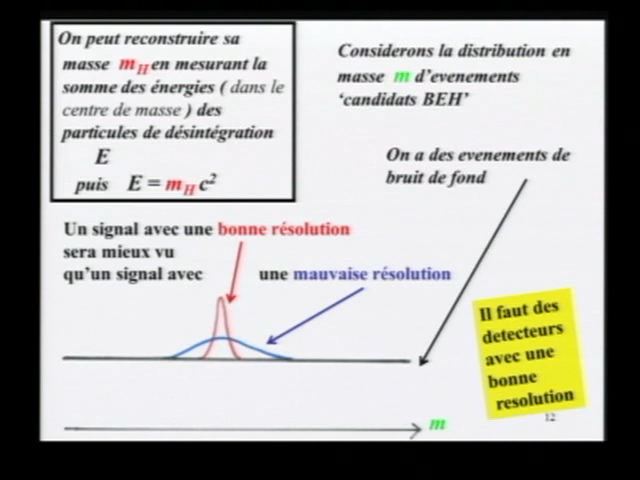 On peut reconstruire sa
masse mH en mesurant la
somme des énergies ( dans le
centre de masse ) des
particules de désintégration
E
puis E = mH c²
Considerons la distribution en
masse m d'evenements
'candidats BEH'
On a des evenements de
bruit de fond
Un signal avec une bonne résolution
sera mieux vu
qu'un signal avec une mauvaise résolution
Il faut des
detecteurs
avec une
bonne
resolution
12
m